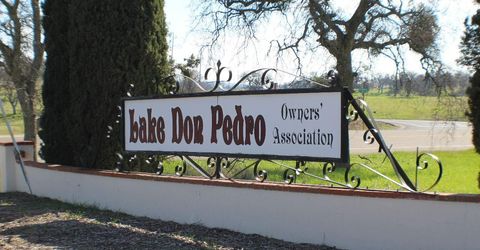 Lake Don Pedro
Owners'
Association